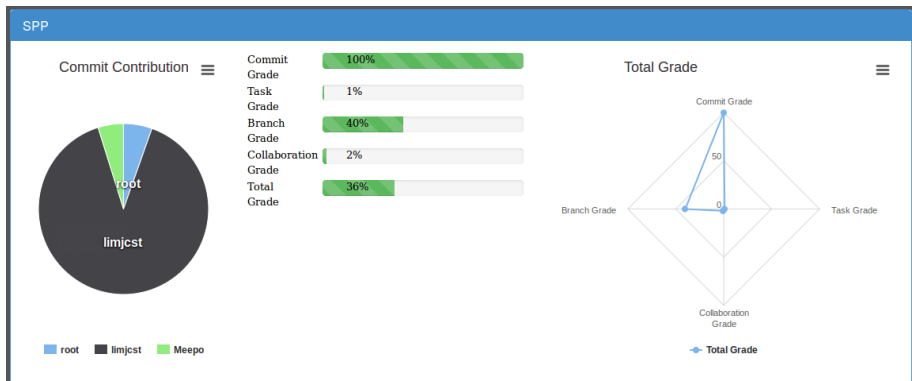 SPP
Commit Contribution
root
limjcst
root limjcst Meepo
Commit
Grade
100%
Task
Grade
1%
Branch
Grade
40%
Collaboration
Grade
2%
Total
Grade
36%
Total Grade
Commit Grade
50
0
Branch Grade
Task Grade
Collaboration
Grade
Total Grade